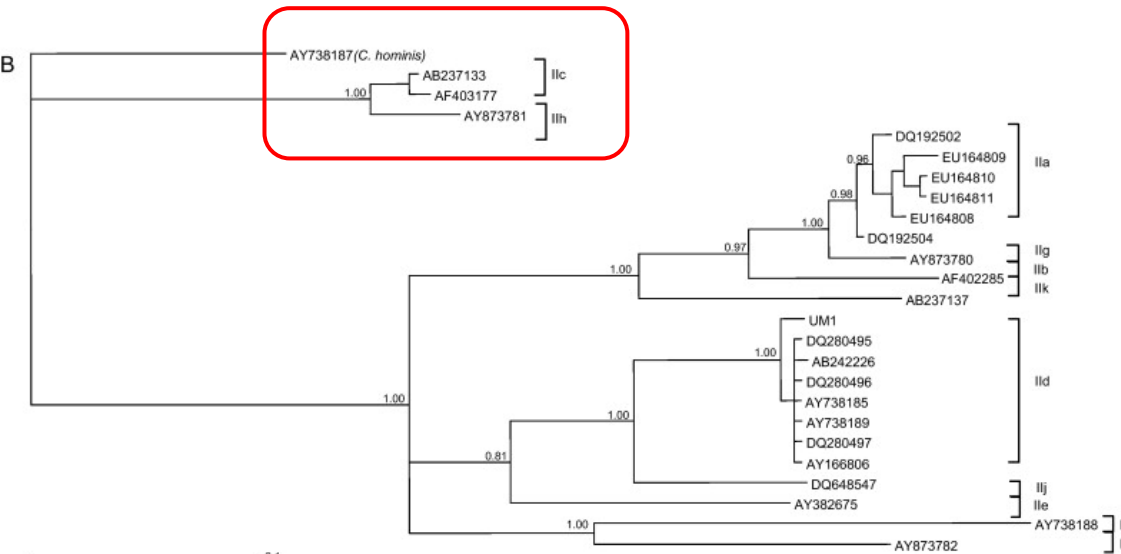 B
AY738187(C. hominis)
AB237133
IIc
1.00
AF403177
AY873781
IIh
DQ192502
0.96
EU164809
IIa
EU164810
0.98
EU164811
1.00
EU164808
DQ192504
0.97
AY873780
IIg
1.00
AF402285
IIb
IIk
AB237137
UM1
DQ280495
1.00
AB242226
DQ280496
IId
AY738185
1.00
1.00
AY738189
DQ280497
0.81
AY166806
DQ648547
IIj
AY382675
IIe
1.00
AY738188
AY873782